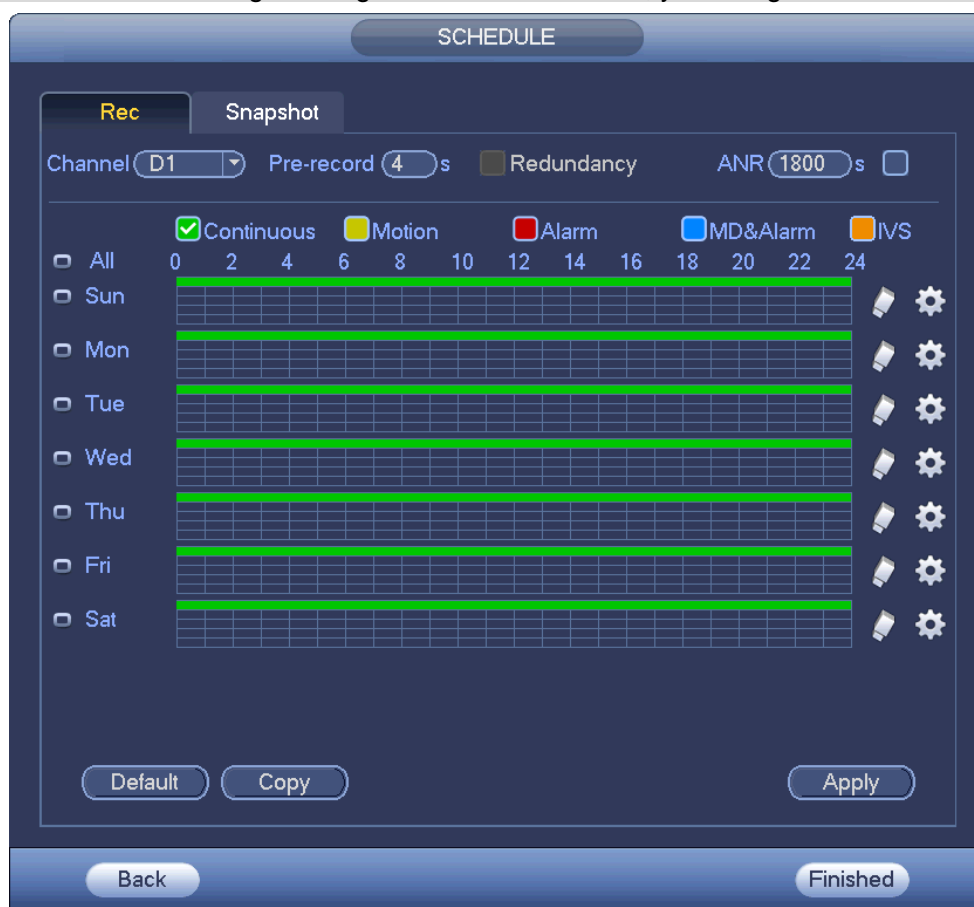 SCHEDULE
Rec Snapshot
Channel D1 Pre-record 4 s Redundancy ANR 1800 s
Continuous Motion Alarm MD&Alarm IVS
All 0 2 4 6 8 10 12 14 16 18 20 22 24
Sun
Mon
Tue
Wed
Thu
Fri
Sat
Default Copy Apply
Back Finished